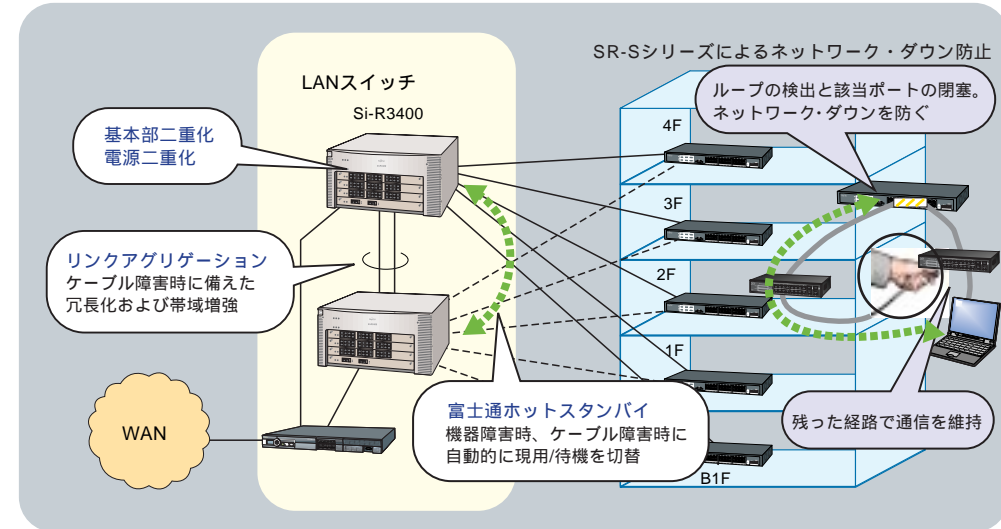 SR-Sシリーズによるネットワーク・ダウン防止
LANスイッチ
Si-R3400
基本部二重化
電源二重化
リンクアグリゲーション
ケーブル障害時に備えた
冗長化および帯域増強
WAN
富士通ホットスタンバイ
機器障害時、ケーブル障害時に
自動的に現用/待機を切替
ループの検出と該当ポートの閉塞。
ネットワーク・ダウンを防ぐ
4F
3F
2F
1F
B1F
残った経路で通信を維持